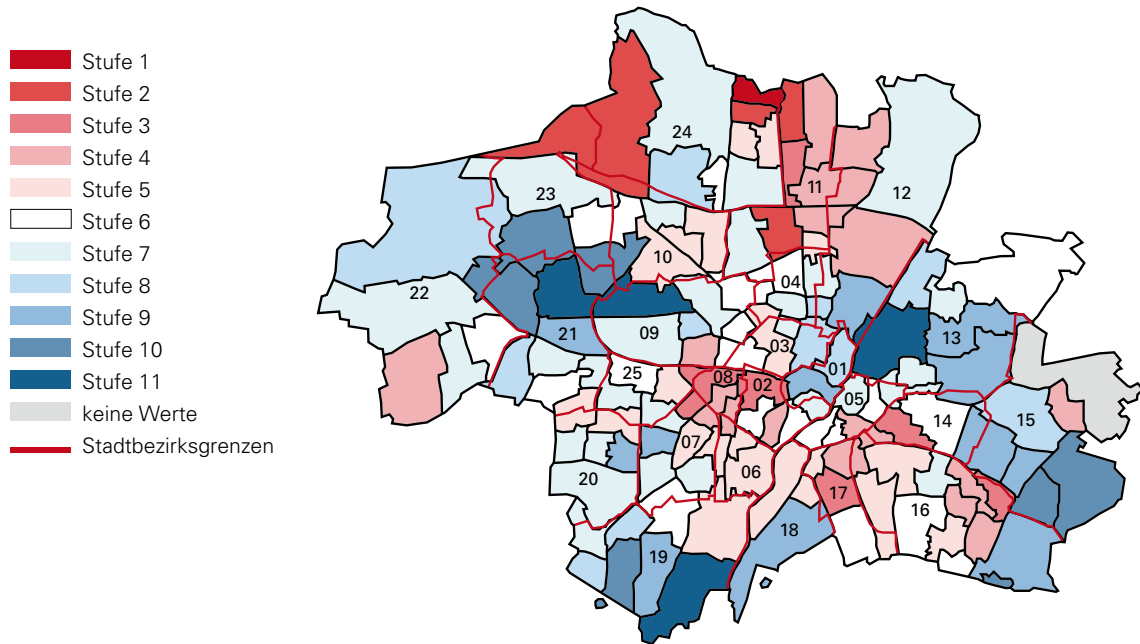 Stufe 1
Stufe 2
Stufe 3
Stufe 4
Stufe 5
Stufe 6
Stufe 7
Stufe 8
Stufe 9
Stufe 10
Stufe 11
keine Werte
Stadtbezirksgrenzen
24
23
11
12
10
04
22
21
09
03
13
01
25
08
02
05
14
15
07
06
20
17
16
18
19